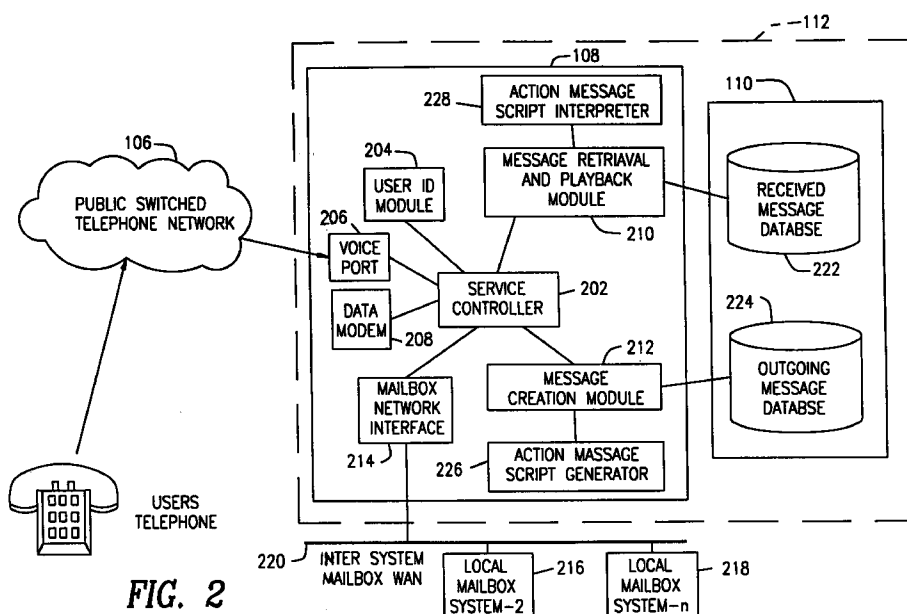 112
108
110
228
ACTION MESSAGE
SCRIPT INTERPRETER
106
PUBLIC SWITCHED
TELEPHONE NETWORK
204
USER ID
MODULE
MESSAGE RETRIAVAL
AND PLAYBACK
MODULE
210
RECEIVED
MESSAGE
DATABSE
222
206
VOICE
PORT
SERVICE
CONTROLLER
202
DATA
MODEM
208
224
212
MESSAGE
CREATION MODULE
OUTGOING
MESSAGE
DATABSE
MAILBOX
NETWORK
INTERFACE
214
226
ACTION MASSAGE
SCRIPT GENERATOR
USERS
TELEPHONE
220
INTER SYSTEM
MAILBOX WAN
LOCAL
MAILBOX
SYSTEM-2
216
LOCAL
MAILBOX
SYSTEM-n
218
FIG. 2